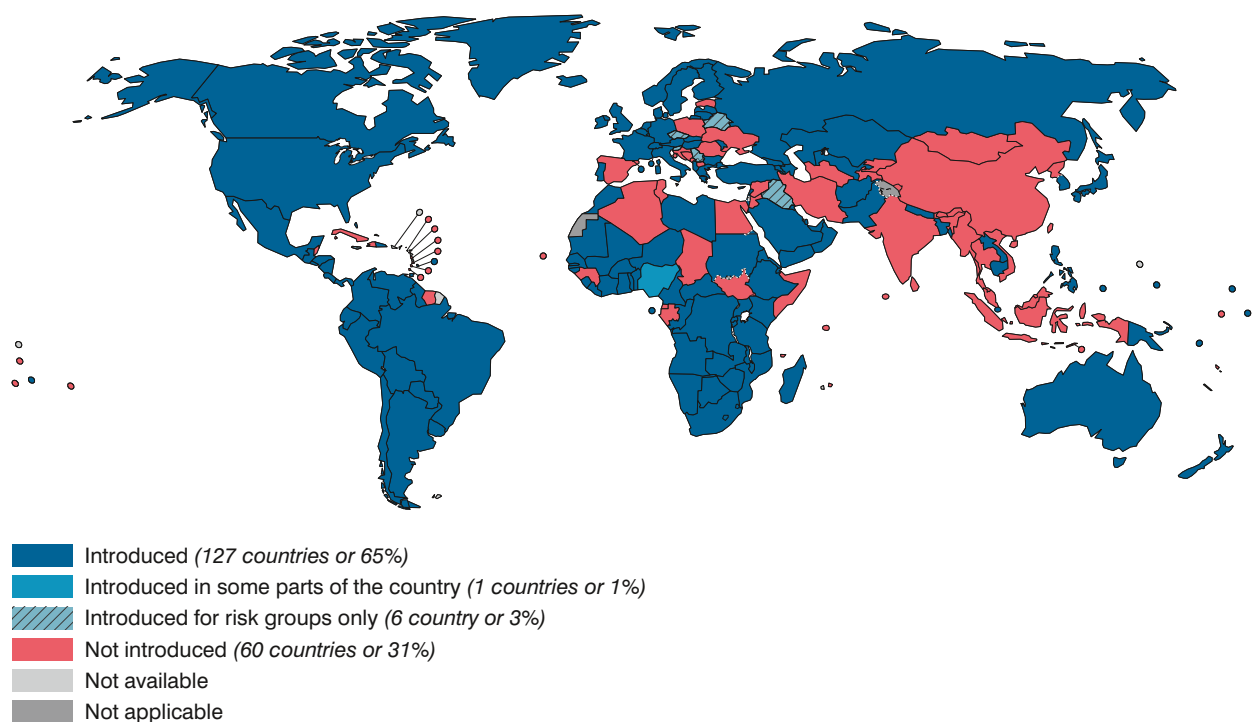 Introduced (127 countries or 65%)
Introduced in some parts of the country (1 countries or 1%)
Introduced for risk groups only (6 country or 3%)
Not introduced (60 countries or 31%)
Not available
Not applicable